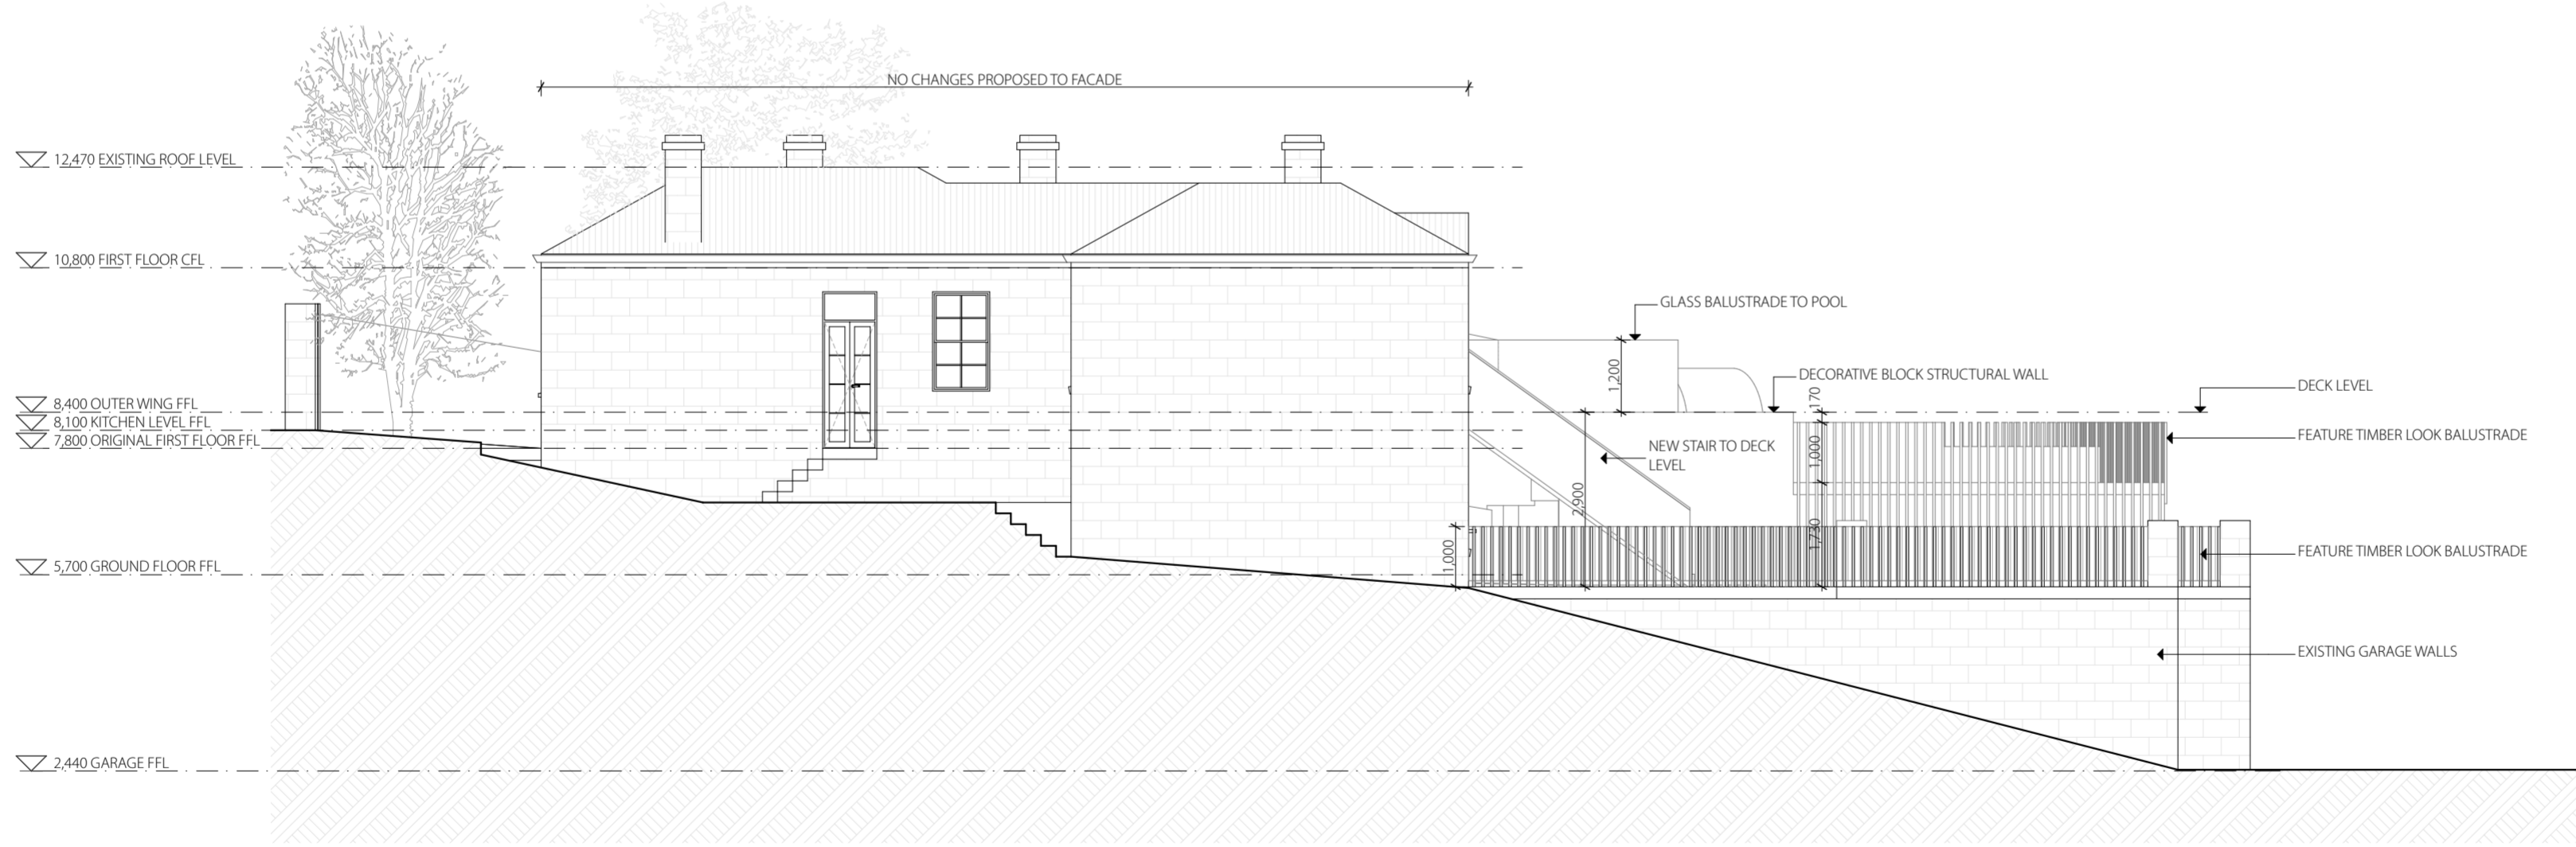 NO CHANGES PROPOSED TO FACADE
12,470 EXISTING ROOF LEVEL
10,800 FIRST FLOOR CFL
GLASS BALUSTRADE TO POOL
1,200
DECORATIVE BLOCK STRUCTURAL WALL
DECK LEVEL
170
8,400 OUTER WING FFL
8,100 KITCHEN LEVEL FFL
7,800 ORIGINAL FIRST FLOOR FFL
FEATURE TIMBER LOOK BALUSTRADE
NEW STAIR TO DECK
LEVEL
1,000
2,900
1,730
1,000
FEATURE TIMBER LOOK BALUSTRADE
5,700 GROUND FLOOR FFL
EXISTING GARAGE WALLS
2,440 GARAGE FFL